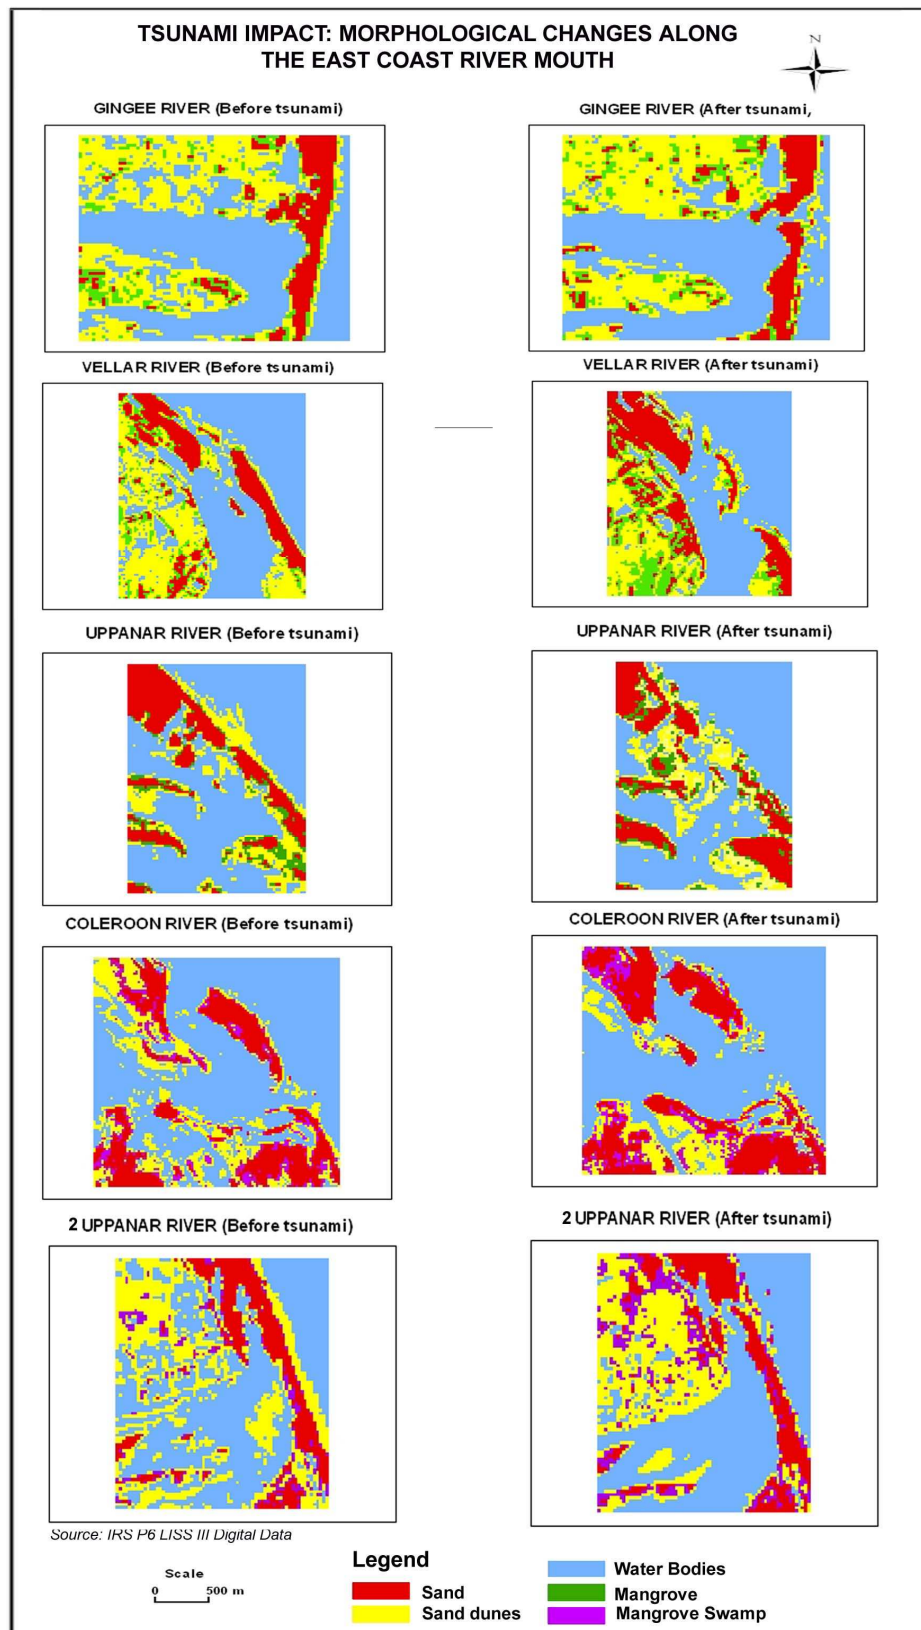 TSUNAMI IMPACT: MORPHOLOGICAL CHANGES ALONG
THE EAST COAST RIVER MOUTH
N
GINGEE RIVER (Before tsunami)
GINGEE RIVER (After tsunami,
VELLAR RIVER (Before tsunami)
VELLAR RIVER (After tsunami)
UPPANAR RIVER (Before tsunami)
UPPANAR RIVER (After tsunami)
COLEROON RIVER (Before tsunami)
COLEROON RIVER (After tsunami)
2 UPPANAR RIVER (Before tsunami)
2 UPPANAR RIVER (After tsunami)
Source: IRS P6 LISS III Digital Data
Scale
0 500 m
Legend
Sand
Sand dunes
Water Bodies
Mangrove
Mangrove Swamp